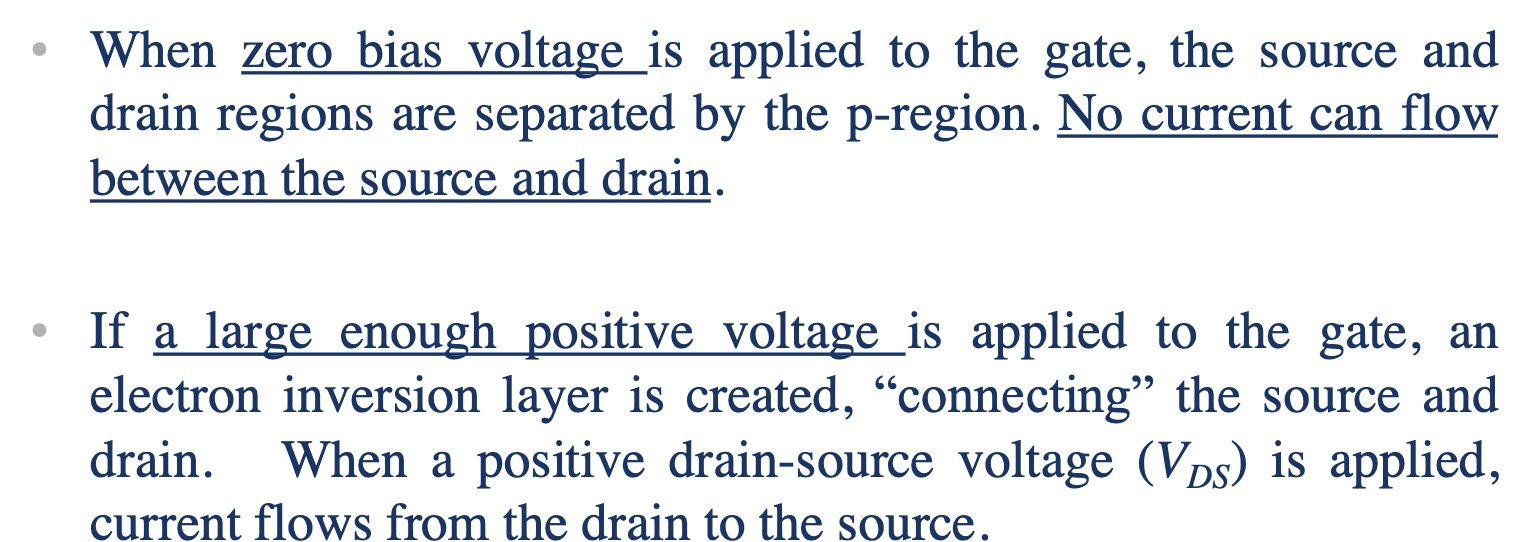 • When zero bias voltage is applied to the gate, the source and
drain regions are separated by the p-region. No current can flow
between the source and drain.
• If a large enough positive voltage is applied to the gate, an
electron inversion layer is created, “connecting” the source and
drain. When a positive drain-source voltage (V_DS) is applied,
current flows from the drain to the source.